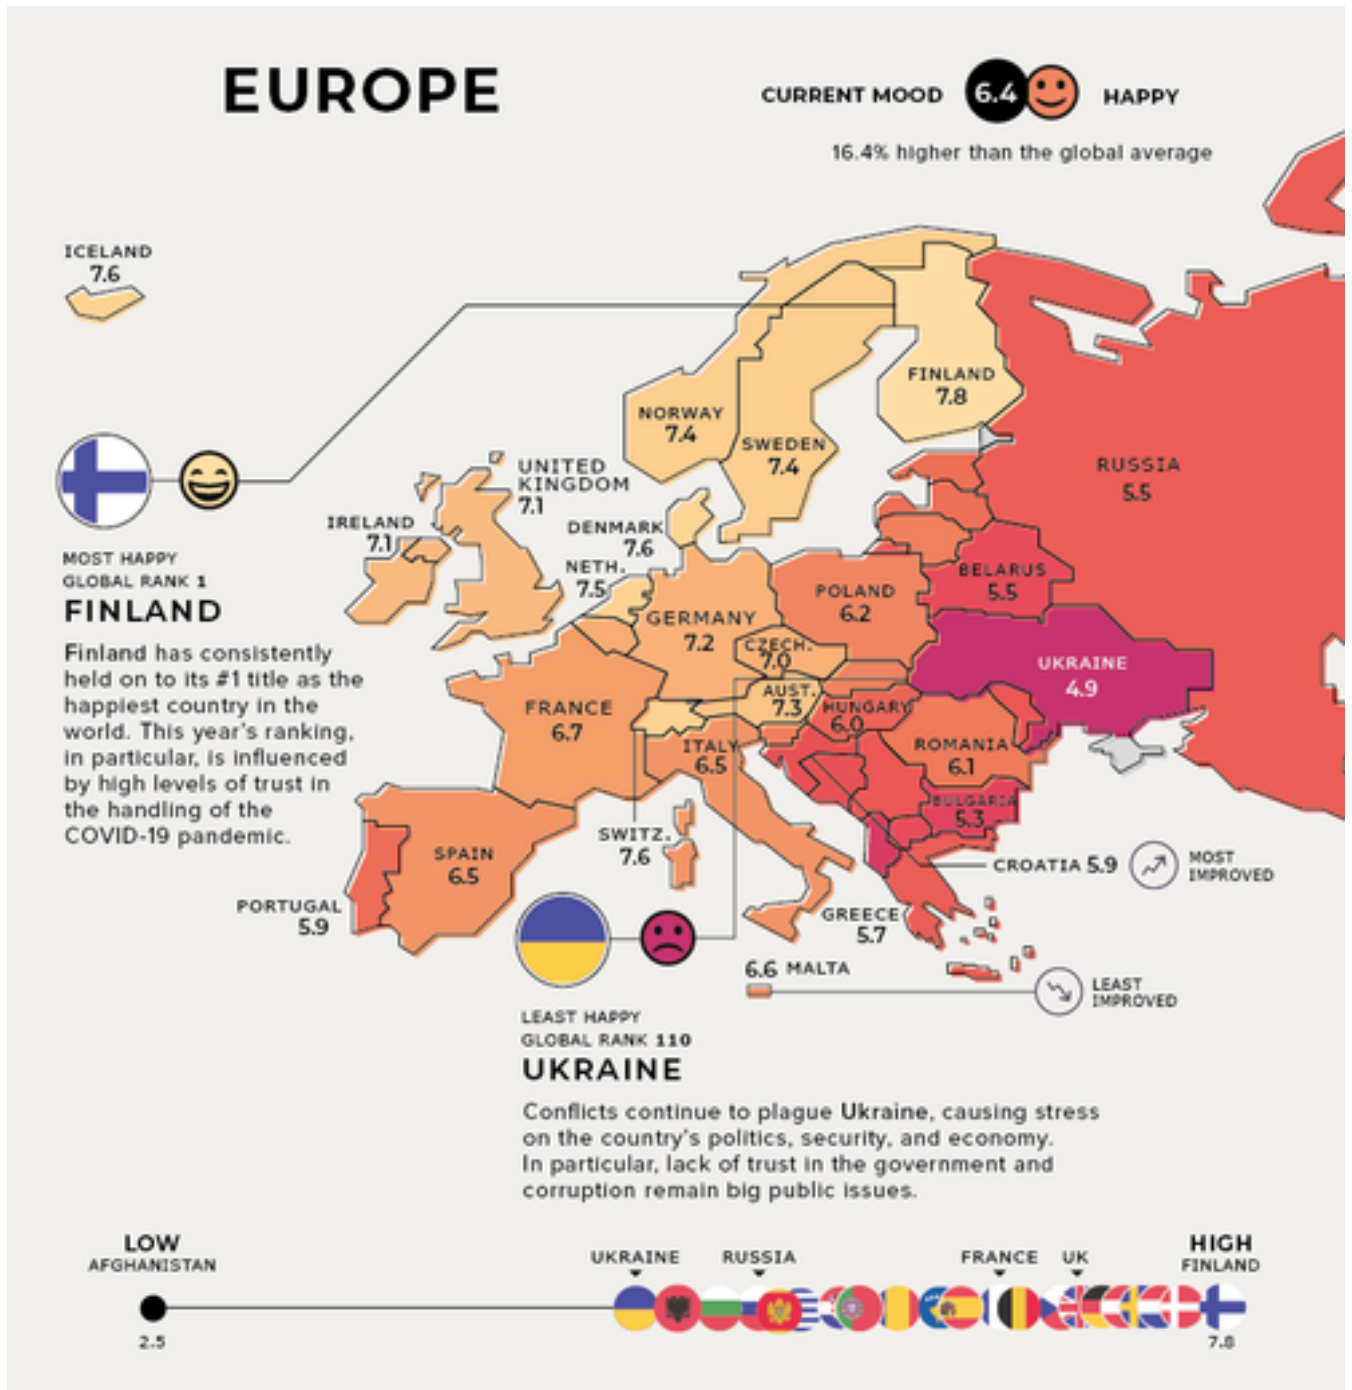 EUROPE
CURRENT MOOD 6.4 HAPPY
16.4% higher than the global average
ICELAND
7.6
FINLAND
7.8
NORWAY
7.4
SWEDEN
7.4
RUSSIA
5.5
UNITED
KINGDOM
7.1
IRELAND
7.1
DENMARK
7.6
NETH.
7.5
BELARUS
5.5
POLAND
6.2
GERMANY
7.2
CZECH.
7.0
UKRAINE
4.9
AUST.
7.3
HUNGARY
6.0
FRANCE
6.7
ITALY
6.5
ROMANIA
6.1
BULGARIA
5.3
SWITZ.
7.6
SPAIN
6.5
CROATIA 5.9
MOST
IMPROVED
PORTUGAL
5.9
GREECE
5.7
6.6 MALTA
LEAST
IMPROVED
MOST HAPPY
GLOBAL RANK 1
FINLAND
Finland has consistently
held on to its #1 title as the
happiest country in the
world. This year's ranking,
in particular, is influenced
by high levels of trust in
the handling of the
COVID-19 pandemic.
LEAST HAPPY
GLOBAL RANK 110
UKRAINE
Conflicts continue to plague Ukraine, causing stress
on the country's politics, security, and economy.
In particular, lack of trust in the government and
corruption remain big public issues.
LOW
AFGHANISTAN
2.5
UKRAINE
RUSSIA
FRANCE
UK
HIGH
FINLAND
7.8